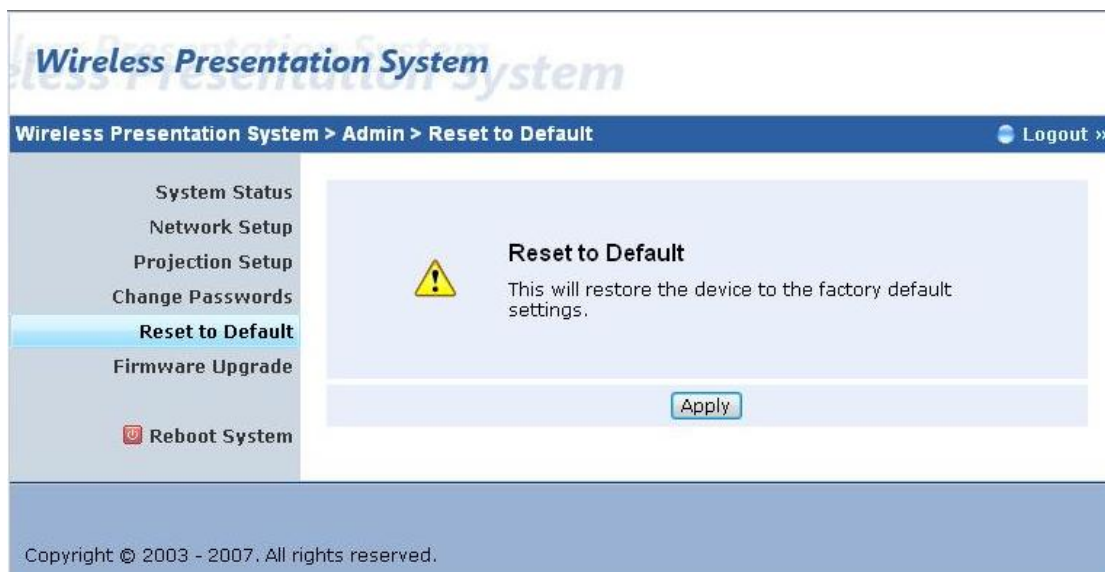 Wireless Presentation System
Wireless Presentation System > Admin > Reset to Default
Logout »
System Status
Network Setup
Projection Setup
Change Passwords
Reset to Default
Firmware Upgrade
Reboot System
Reset to Default
This will restore the device to the factory default
settings.
Apply
Copyright © 2003 - 2007. All rights reserved.